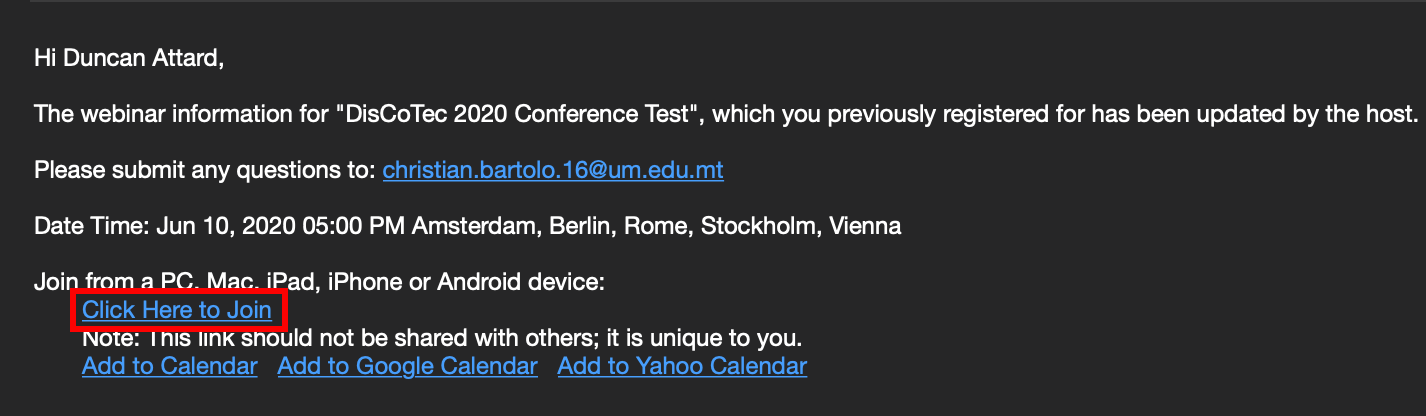 Hi Duncan Attard,
The webinar information for "DisCoTec 2020 Conference Test", which you previously registered for has been updated by the host.
Please submit any questions to: christian.bartolo.16@um.edu.mt
Date Time: Jun 10, 2020 05:00 PM Amsterdam, Berlin, Rome, Stockholm, Vienna
Join from a PC, Mac, iPad, iPhone or Android device:
Click Here to Join
Note: This link should not be shared with others; it is unique to you.
Add to Calendar Add to Google Calendar Add to Yahoo Calendar